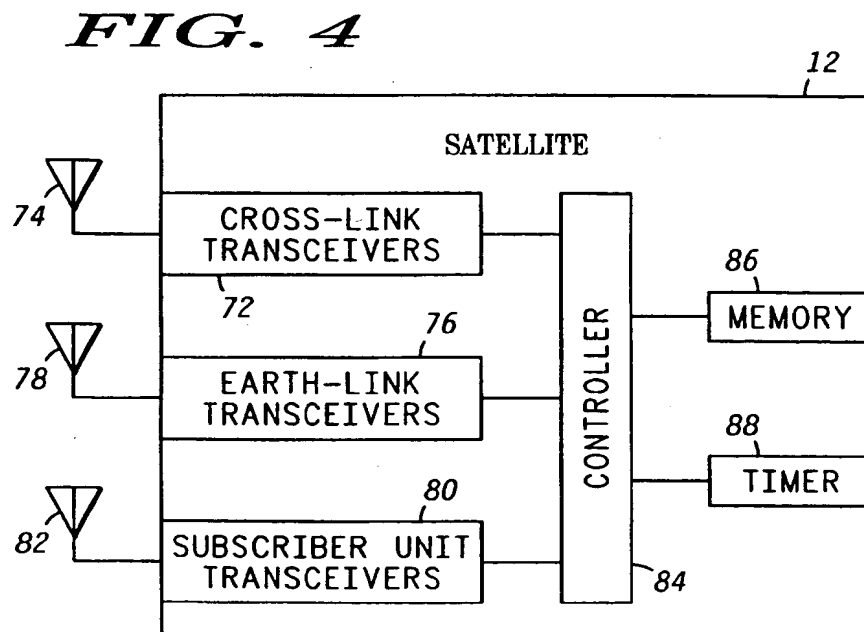 FIG. 4
12
SATELLITE
74
CROSS-LINK
TRANSCEIVERS
72
86
MEMORY
76
78
EARTH-LINK
TRANSCEIVERS
CONTROLLER
88
TIMER
80
82
SUBSCRIBER UNIT
TRANSCEIVERS
84